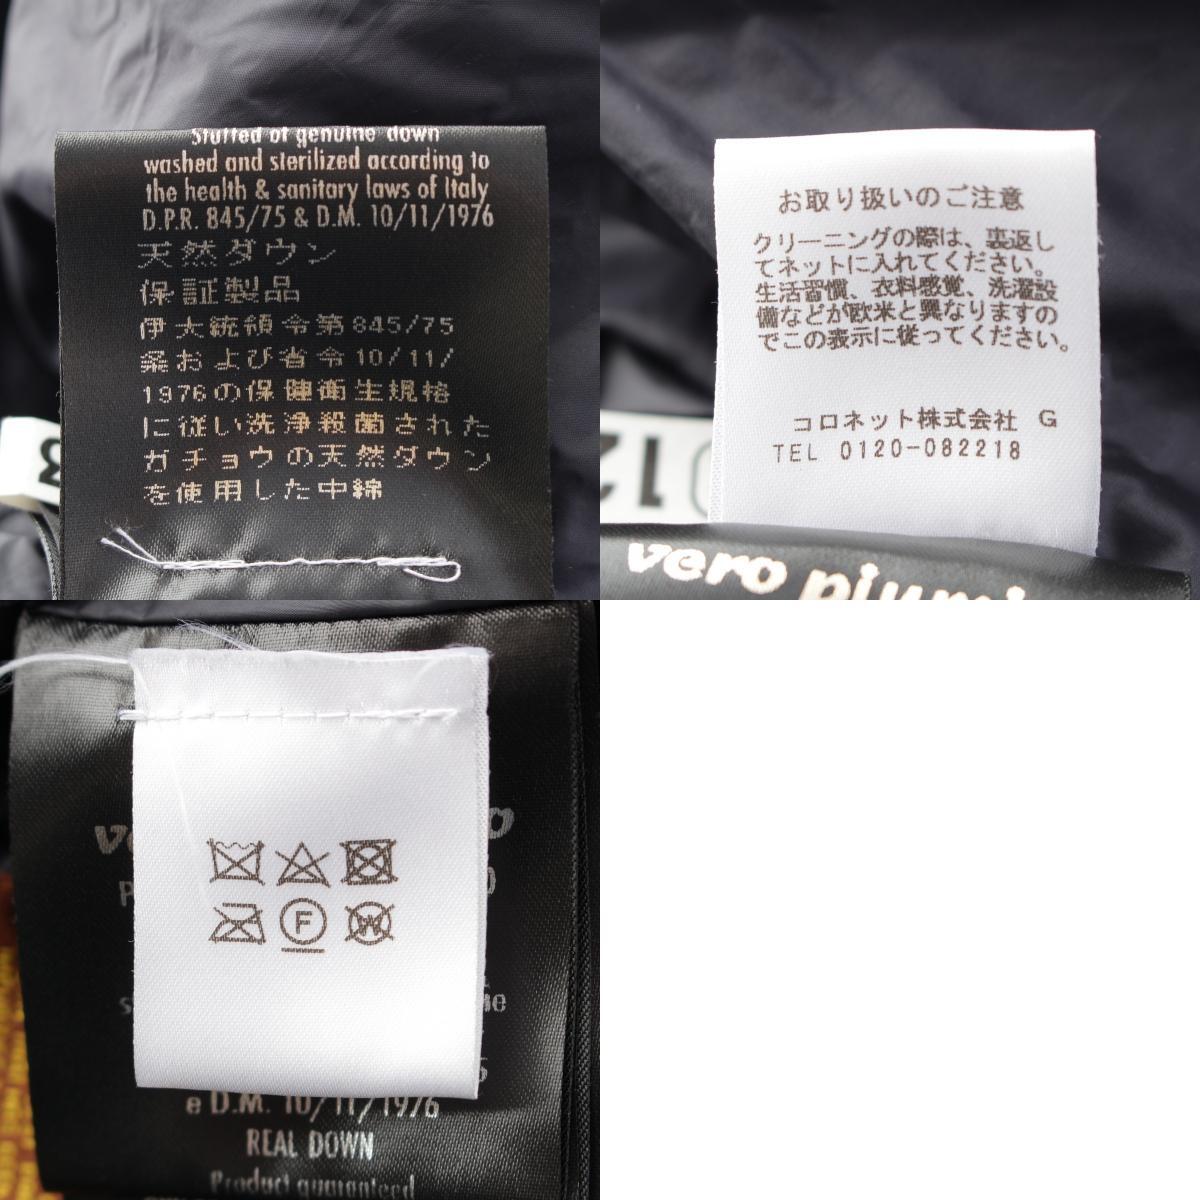 Stuffed of genuine down
washed and sterilized according to
the health & sanitary laws of Italy
D.P.R. 845/75 & D.M. 10/11/1976
天然ダウン
保証製品
伊大統領令第845/75
条および省令10/11/
1976の保健衛生規格
に従い洗浄殺菌された
ガチョウの天然ダウン
を使用した中綿
3
お取り扱いのご注意
クリーニングの際は、裏返し
てネットに入れてください。
生活習慣、衣料感覚、洗濯設
備などが欧米と異なりますの
でこの表示に従ってください。
コロネット株式会社 G
TEL 0120-082218
12
vero piumi
F
W
e D.M. 10/11/1976
REAL DOWN
Product guaranteed